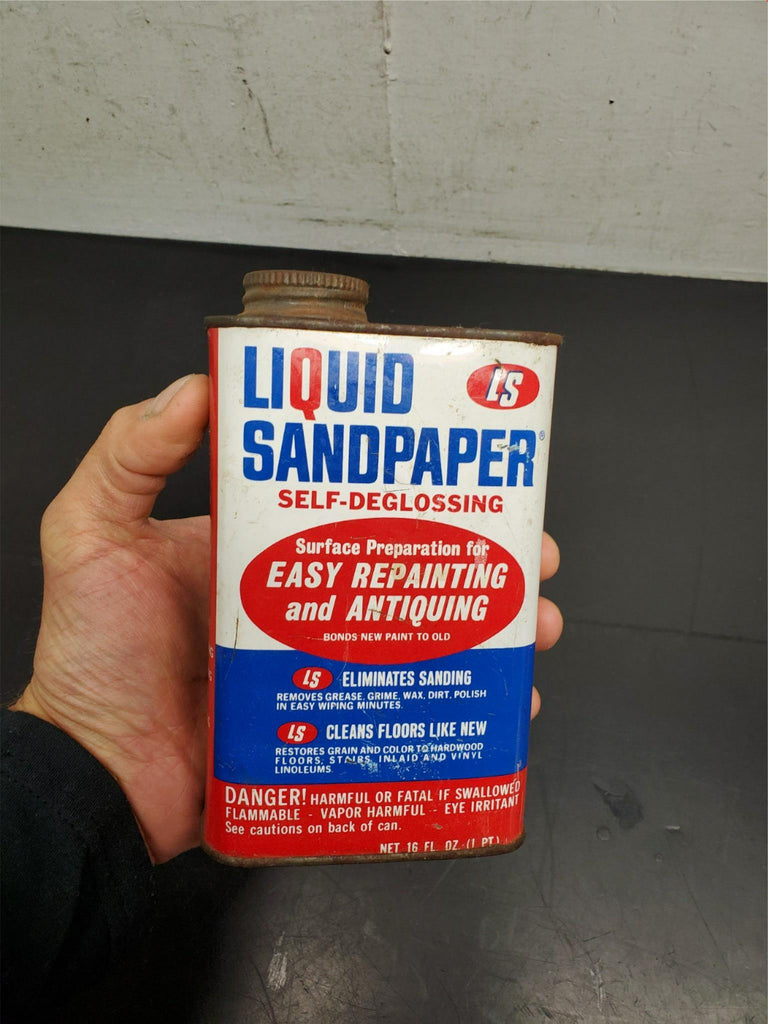 LIQUID
LS
SANDPAPER®
SELF-DEGLOSSING
Surface Preparation for
EASY REPAINTING
and ANTIQUING
BONDS NEW PAINT TO OLD
LS ELIMINATES SANDING
REMOVES GREASE, GRIME, WAX, DIRT, POLISH
IN EASY WIPING MINUTES.
LS CLEANS FLOORS LIKE NEW
RESTORES GRAIN AND COLOR TO HARDWOOD
FLOORS, STAIRS, INLAID AND VINYL
LINOLEUMS.
DANGER! HARMFUL OR FATAL IF SWALLOWED
FLAMMABLE - VAPOR HARMFUL - EYE IRRITANT
See cautions on back of can.
NET 16 FL. OZ. (1 PT.)